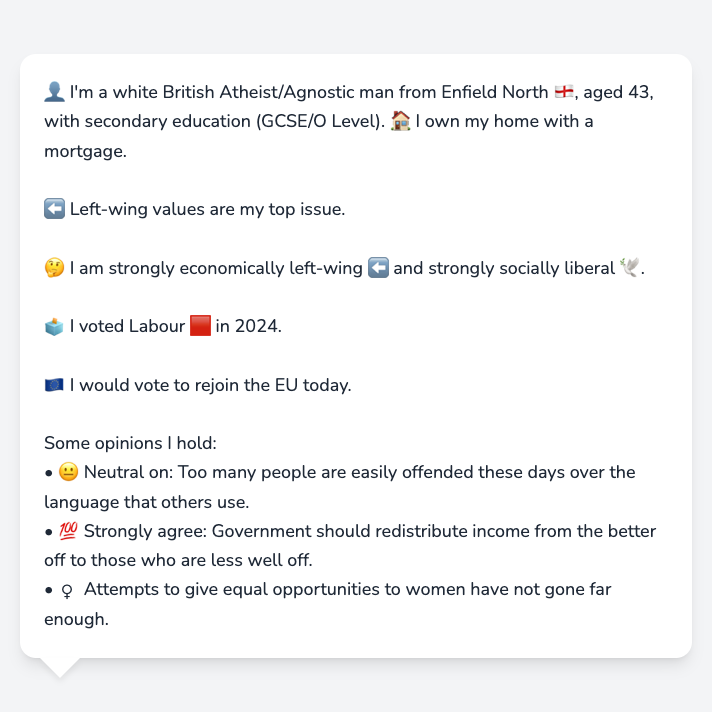 👤 I'm a white British Atheist/Agnostic man from Enfield North 🏴󠁧󠁢󠁥󠁮󠁧󠁿, aged 43,
with secondary education (GCSE/O Level). 🏠 I own my home with a
mortgage.
⬅️ Left-wing values are my top issue.
🤔 I am strongly economically left-wing ⬅️ and strongly socially liberal 🕊️.
🗳️ I voted Labour 🟥 in 2024.
🇪🇺 I would vote to rejoin the EU today.
Some opinions I hold:
• 😐 Neutral on: Too many people are easily offended these days over the
language that others use.
• 💯 Strongly agree: Government should redistribute income from the better
off to those who are less well off.
• ♀ Attempts to give equal opportunities to women have not gone far
enough.